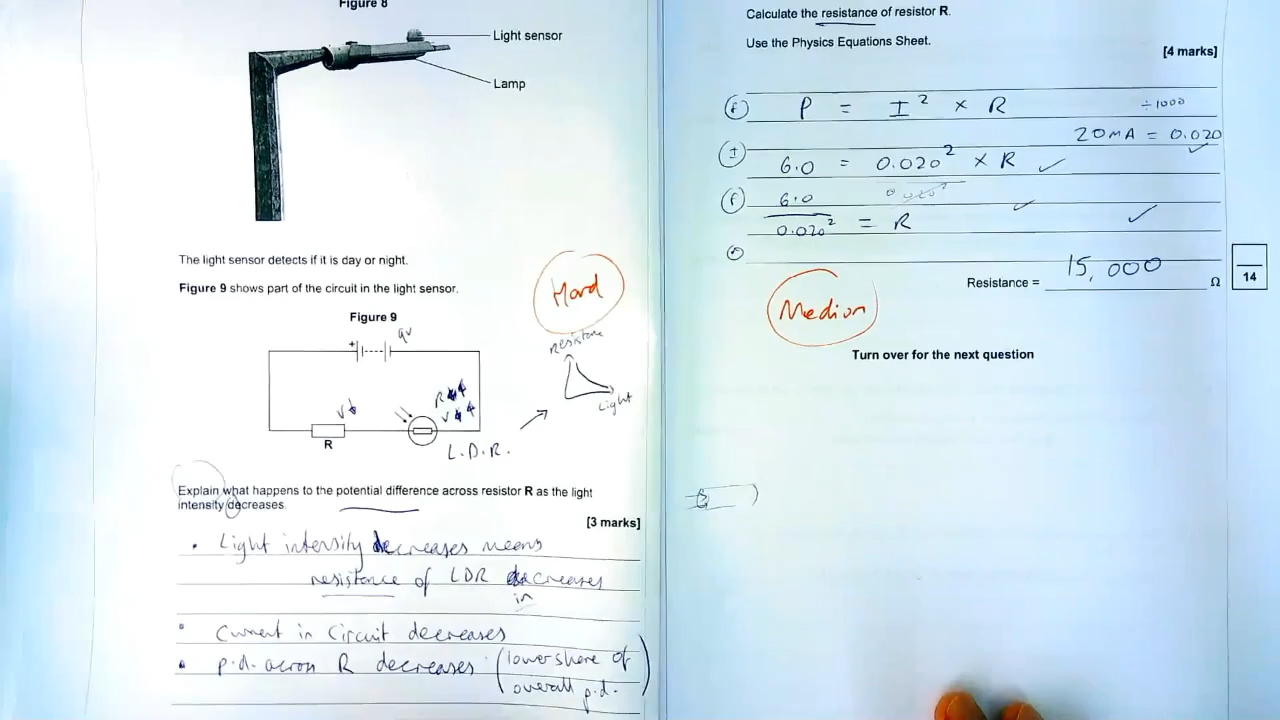 Figure 8
Light sensor
Lamp
The light sensor detects if it is day or night.
Figure 9 shows part of the circuit in the light sensor.
Hard
Figure 9
+
9V
Resistance
Light
V
R
V
R
L.D.R.
Explain what happens to the potential difference across resistor R as the light
intensity decreases.
[3 marks]
• Light intensity decreases means
resistance of LDR creases
in
• Current in circuit decreases
• p.d. across R decreases (lower share of
overall p.d.)
Calculate the resistance of resistor R.
Use the Physics Equations Sheet.
[4 marks]
P = I² × R
÷1000
20mA = 0.020
6.0 = 0.020² × R
6.0
0.020² = R
Resistance = 15,000 Ω
14
Medium
Turn over for the next question